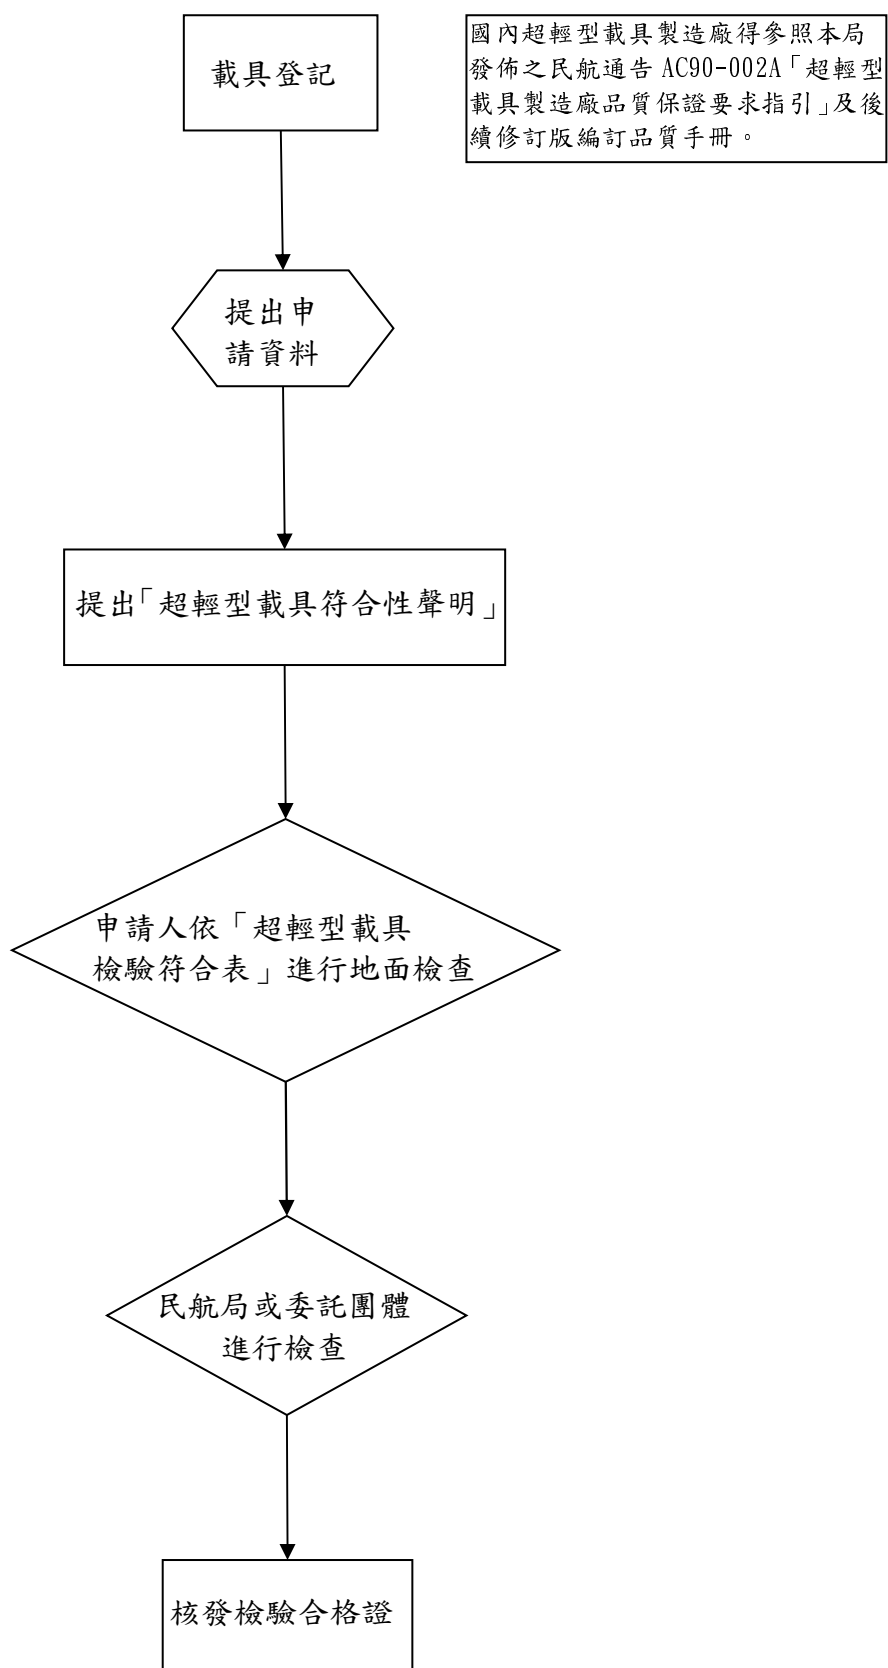 載具登記
國內超輕型載具製造廠得參照本局
發佈之民航通告 AC90-002A「超輕型
載具製造廠品質保證要求指引」及後
續修訂版編訂品質手冊。
提出申
請資料
提出「超輕型載具符合性聲明」
申請人依「超輕型載具
檢驗符合表」進行地面檢查
民航局或委託團體
進行檢查
核發檢驗合格證